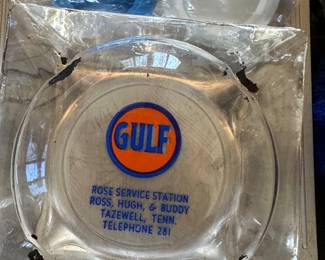 GULF
ROSE SERVICE STATION
ROSS, HUGH, & BUDDY
TAZEWELL, TENN.
TELEPHONE 281